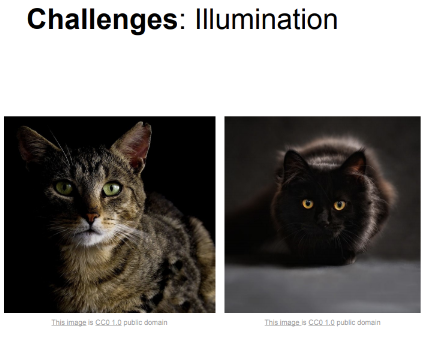 Challenges: Illumination
This image is CC0 1.0 public domain
This image is CC0 1.0 public domain